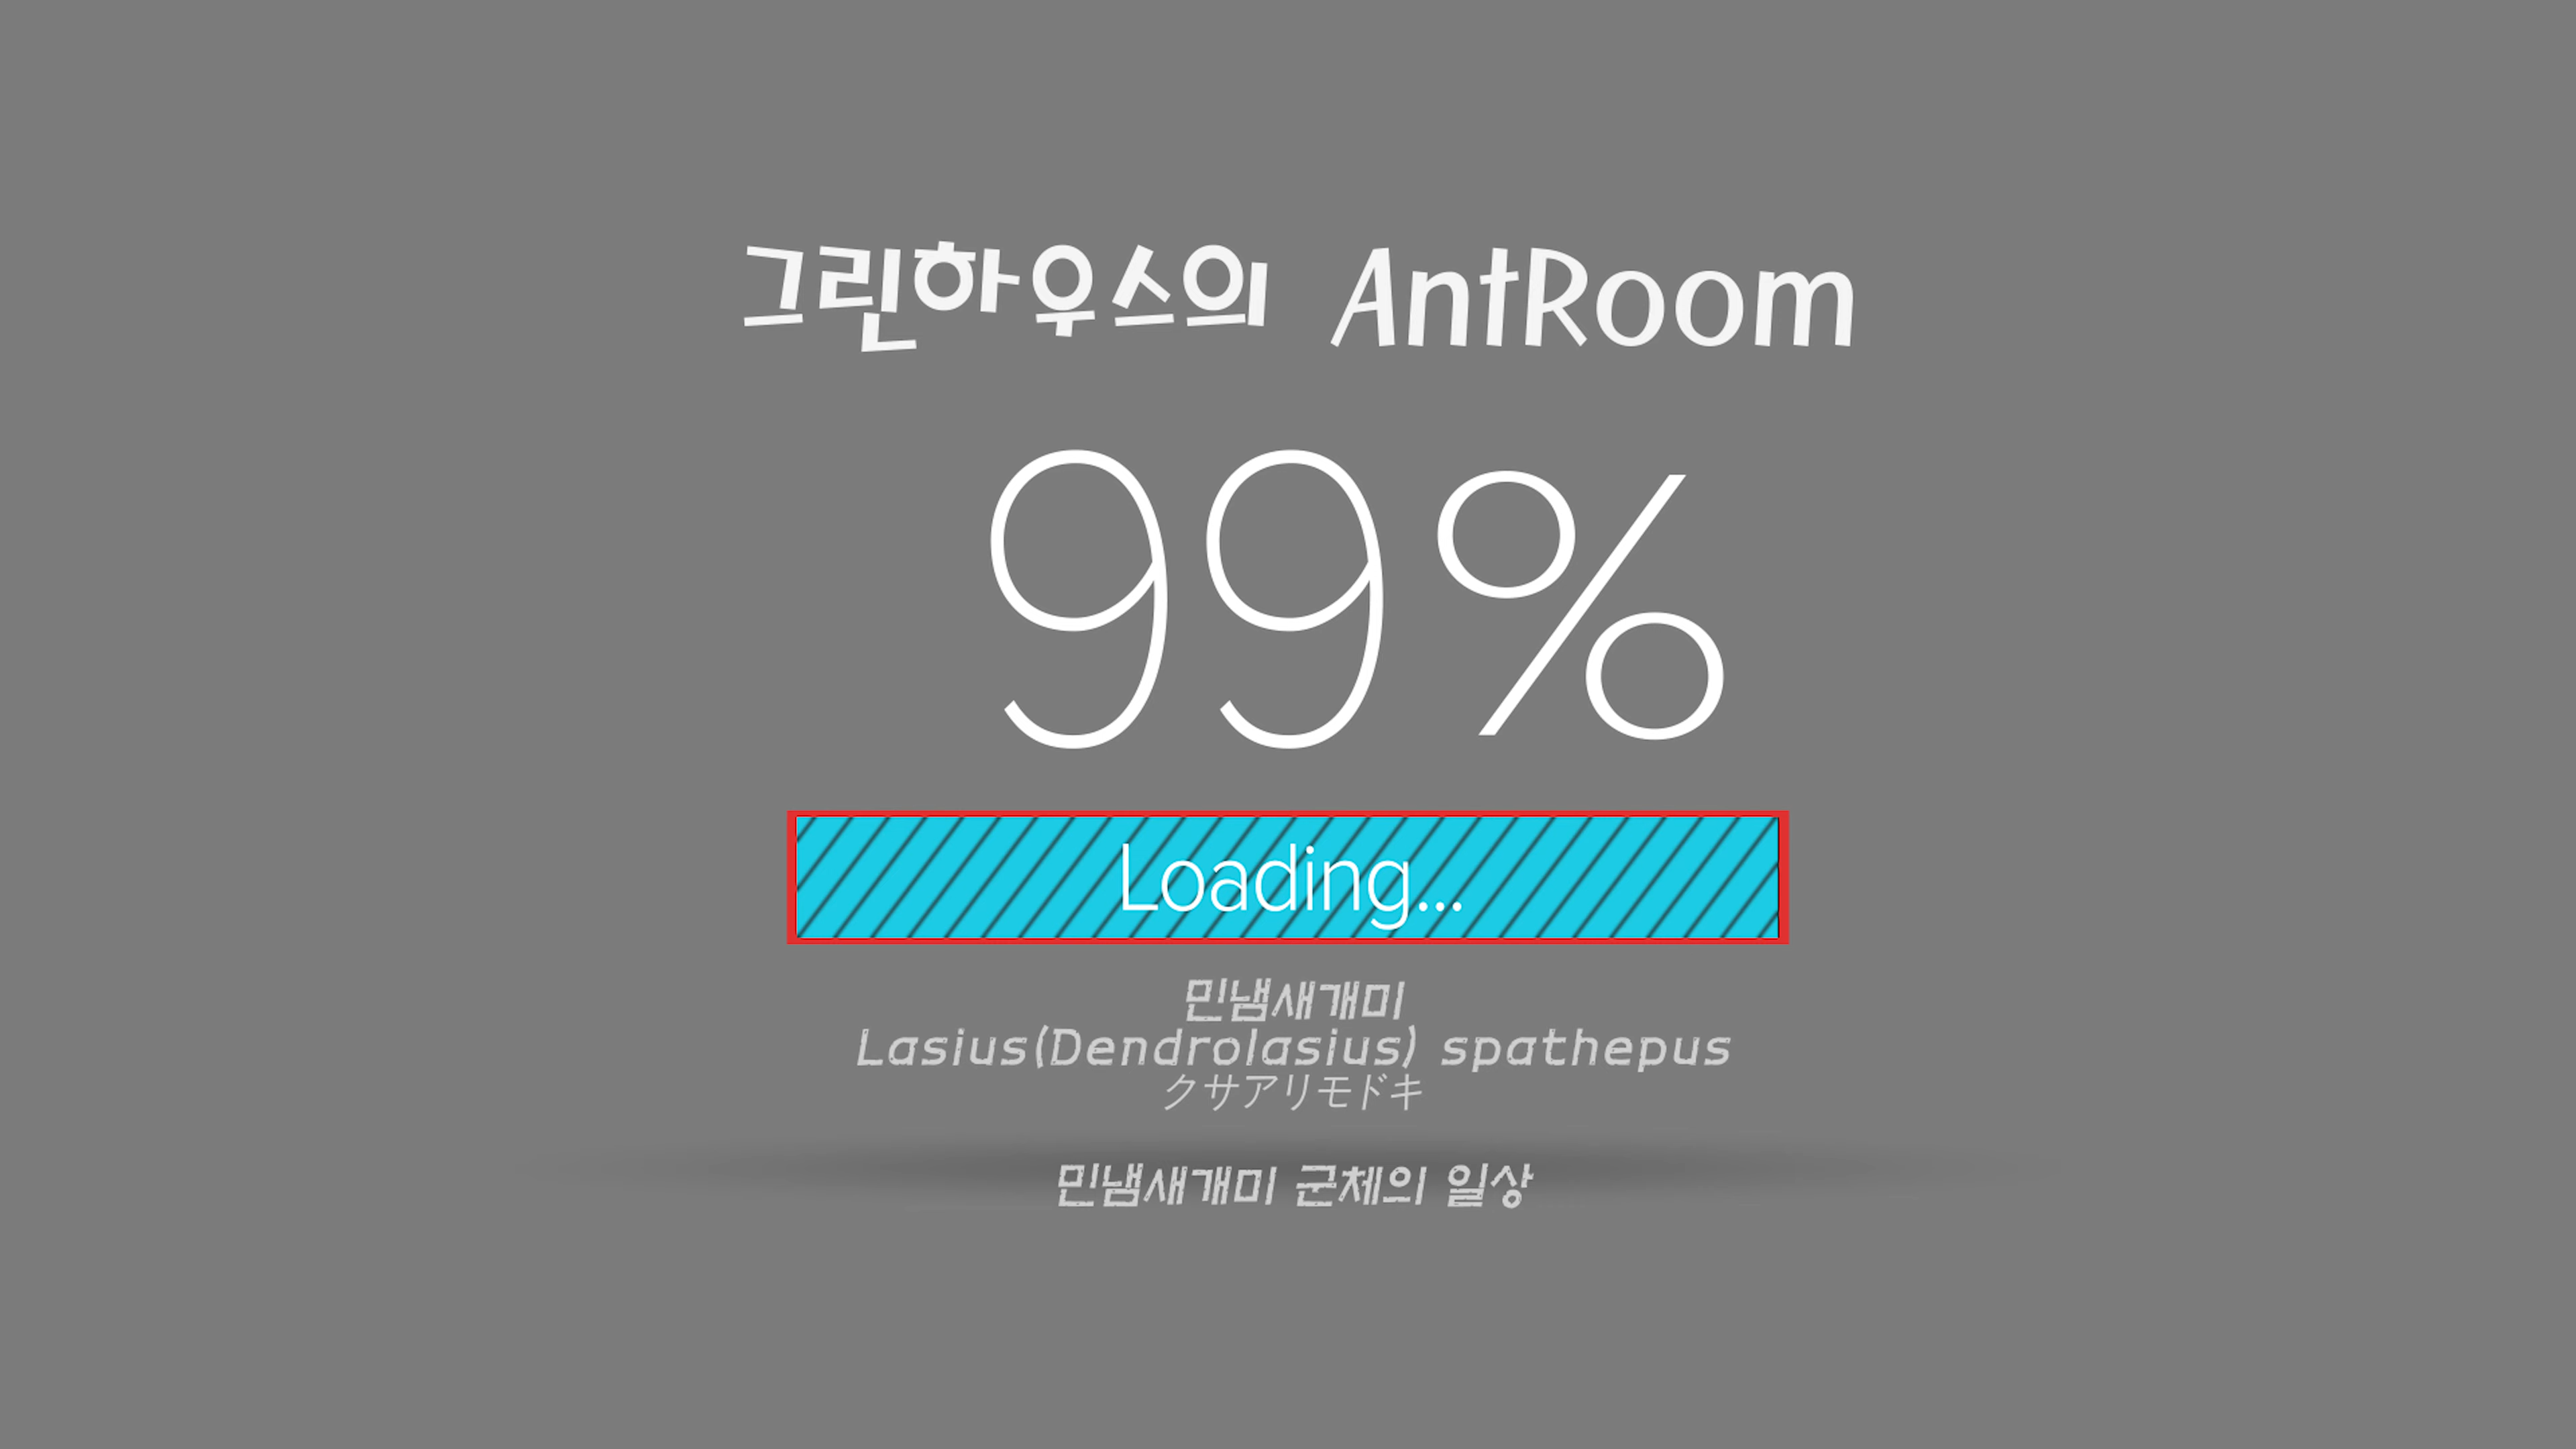 그린하우스의 AntRoom
99%
Loading...
민냄새개미
Lasius(Dendrolasius) spathepus
クサアリモドキ
민냄새개미 군체의 일상